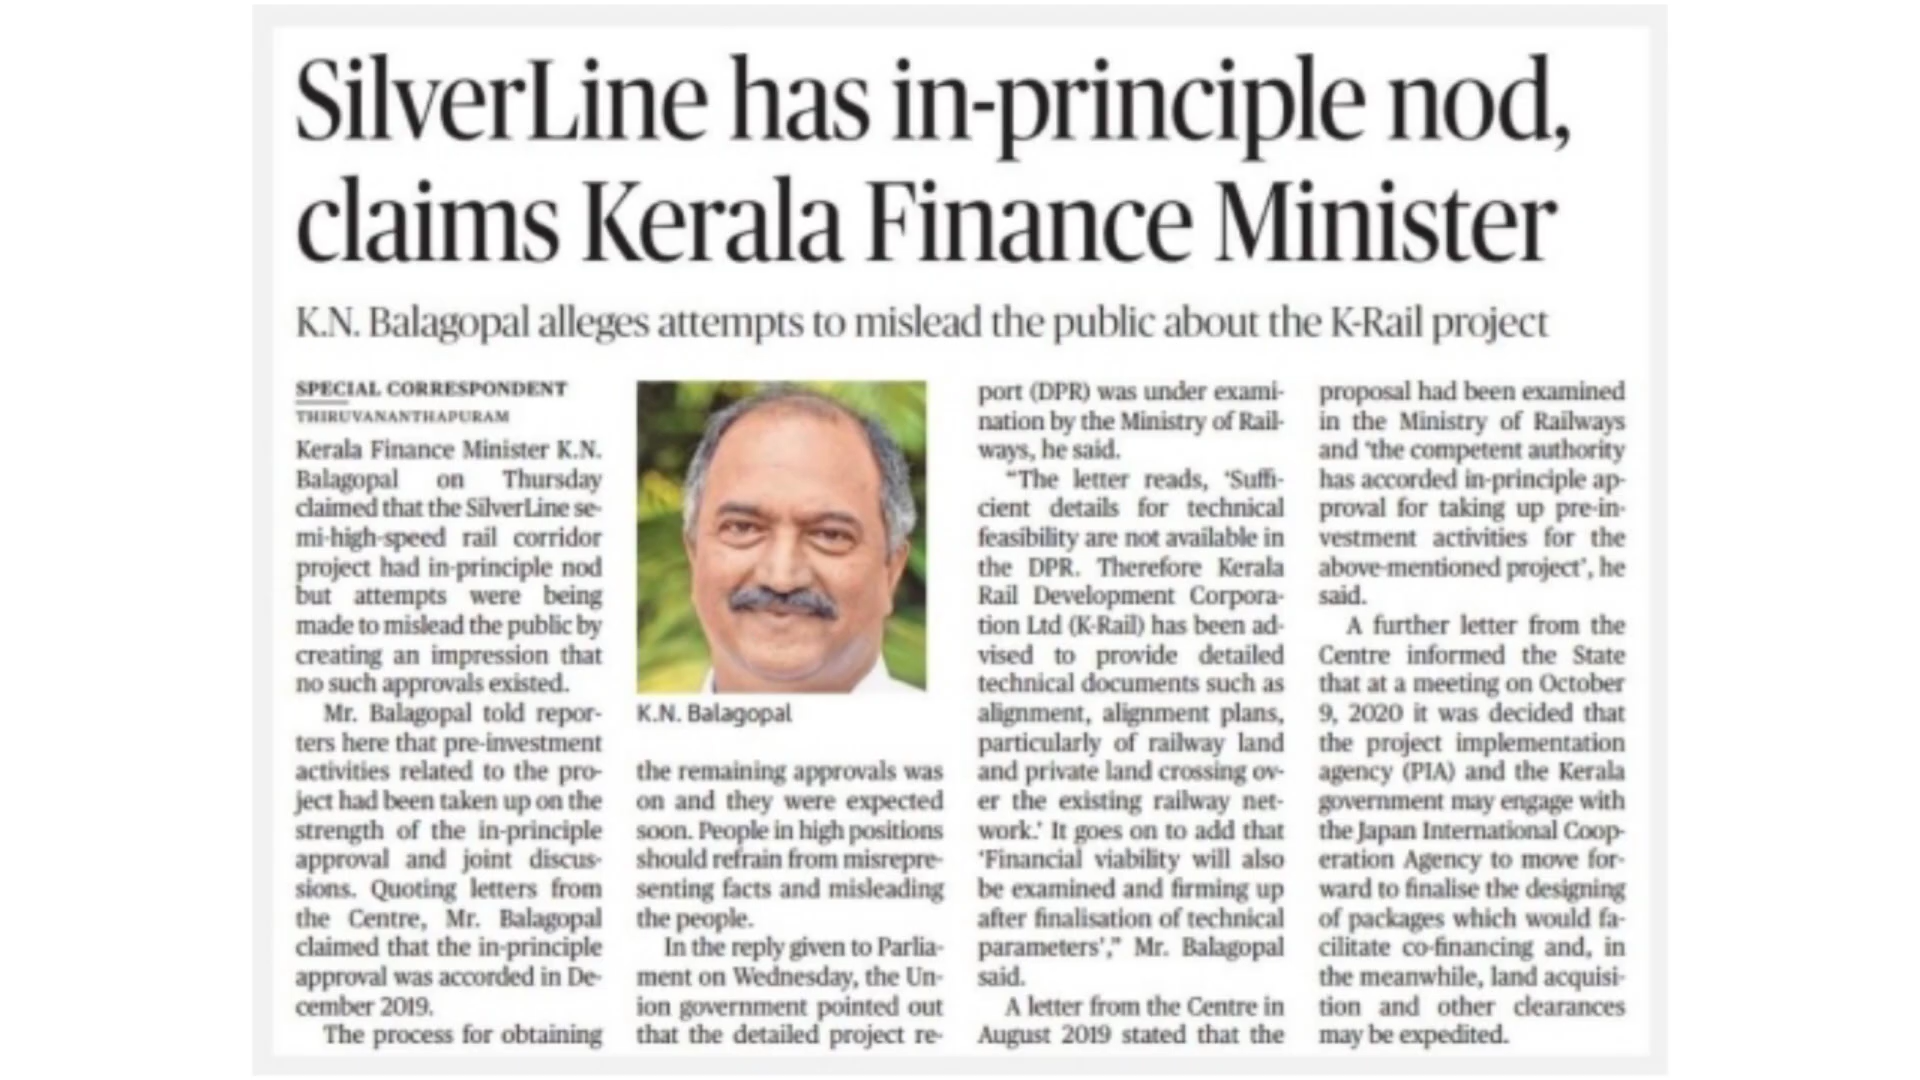 SilverLine has in-principle nod,
claims Kerala Finance Minister
K.N. Balagopal alleges attempts to mislead the public about the K-Rail project
SPECIAL CORRESPONDENT
THIRUVANANTHAPURAM
Kerala Finance Minister K.N.
Balagopal on Thursday
claimed that the SilverLine se-
mi-high-speed rail corridor
project had in-principle nod
but attempts were being
made to mislead the public by
creating an impression that
no such approvals existed.
Mr. Balagopal told repor-
ters here that pre-investment
activities related to the pro-
ject had been taken up on the
strength of the in-principle
approval and joint discus-
sions. Quoting letters from
the Centre, Mr. Balagopal
claimed that the in-principle
approval was accorded in De-
cember 2019.
The process for obtaining
K.N. Balagopal
the remaining approvals was
on and they were expected
soon. People in high positions
should refrain from misrepre-
senting facts and misleading
the people.
In the reply given to Parlia-
ment on Wednesday, the Un-
ion government pointed out
that the detailed project re-
port (DPR) was under exami-
nation by the Ministry of Rail-
ways, he said.
“The letter reads, ‘Suffi-
cient details for technical
feasibility are not available in
the DPR. Therefore Kerala
Rail Development Corpora-
tion Ltd (K-Rail) has been ad-
vised to provide detailed
technical documents such as
alignment, alignment plans,
particularly of railway land
and private land crossing ov-
er the existing railway net-
work.’ It goes on to add that
‘Financial viability will also
be examined and firming up
after finalisation of technical
parameters’,” Mr. Balagopal
said.
A letter from the Centre in
August 2019 stated that the
proposal had been examined
in the Ministry of Railways
and ‘the competent authority
has accorded in-principle ap-
proval for taking up pre-in-
vestment activities for the
above-mentioned project’, he
said.
A further letter from the
Centre informed the State
that at a meeting on October
9, 2020 it was decided that
the project implementation
agency (PIA) and the Kerala
government may engage with
the Japan International Coop-
eration Agency to move for-
ward to finalise the designing
of packages which would fa-
cilitate co-financing and, in
the meanwhile, land acquisi-
tion and other clearances
may be expedited.